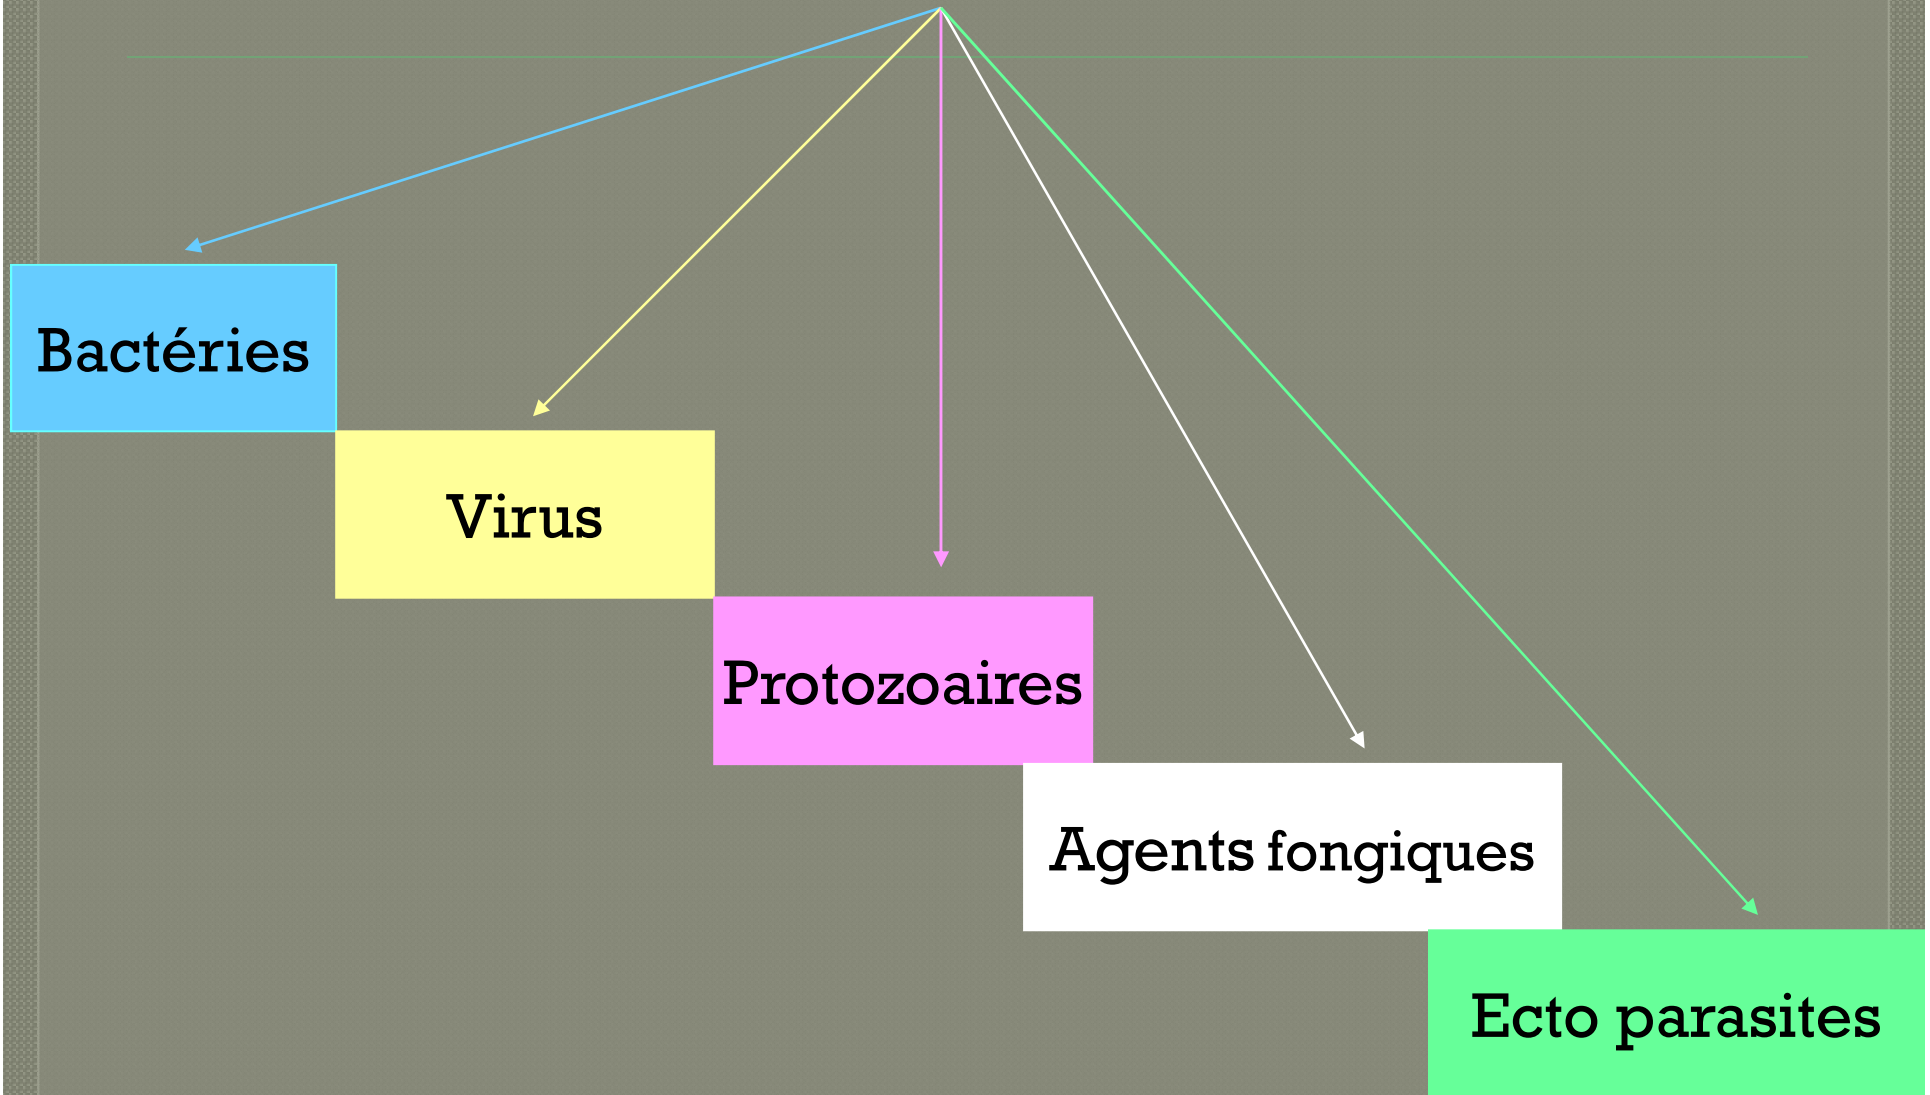 Bactéries
Virus
Protozoaires
Agents fongiques
Ecto parasites